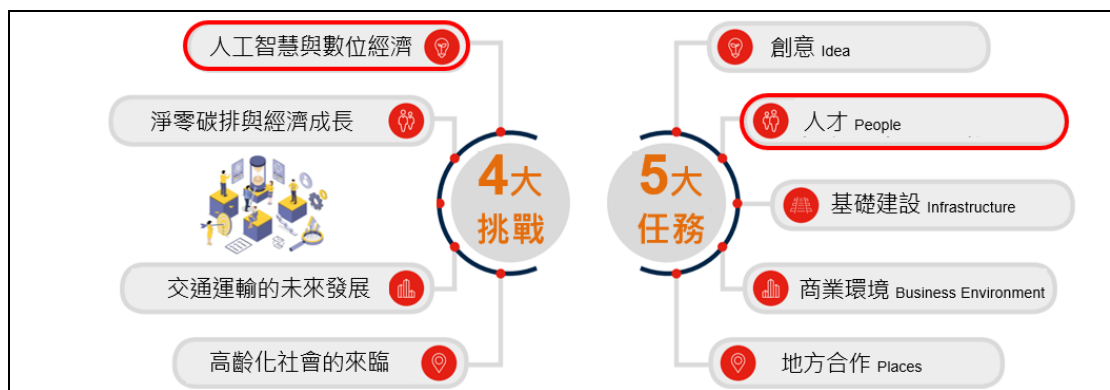 人工智慧與數位經濟
淨零碳排與經濟成長
4大
挑戰
交通運輸的未來發展
高齡化社會的來臨
創意 Idea
人才 People
5大
任務
基礎建設 Infrastructure
商業環境 Business Environment
地方合作 Places